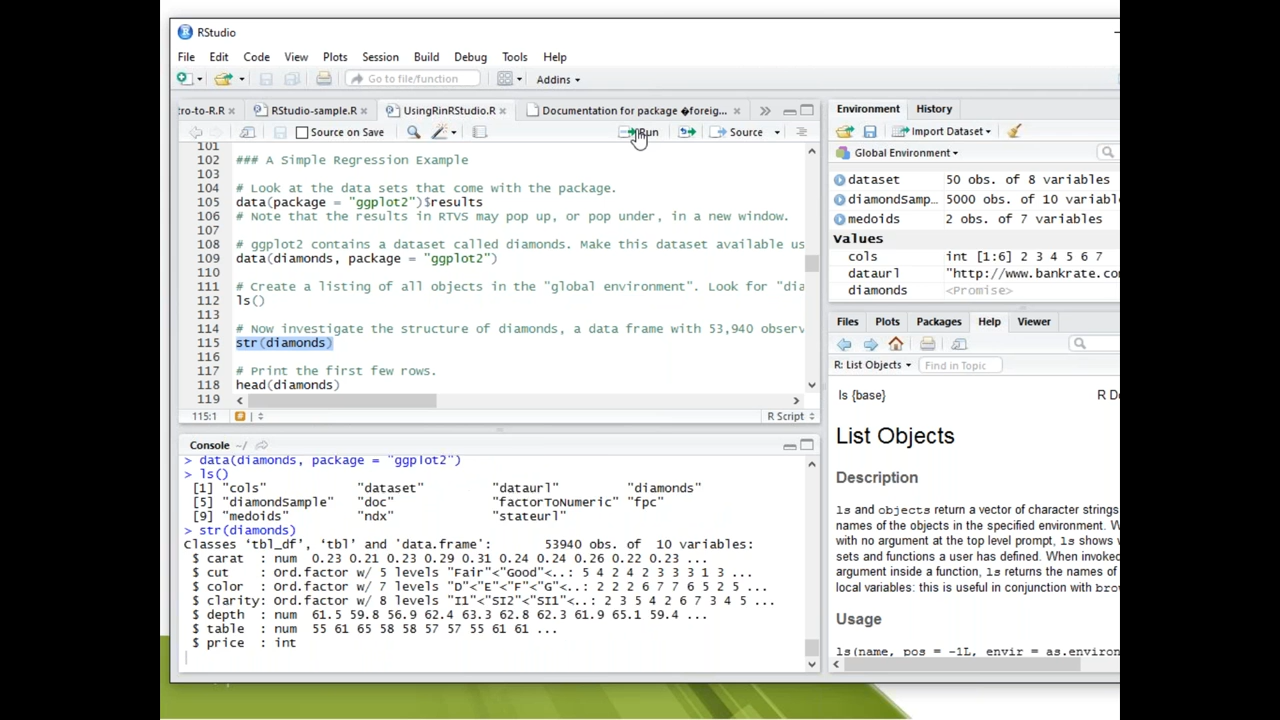 RStudio
File Edit Code View Plots Session Build Debug Tools Help
Go to file/function
Addins
tro-to-R.R
RStudio-sample.R
UsingRinRStudio.R
Documentation for package �foreig...
Source on Save
Run
Source
101
102 ### A Simple Regression Example
103
104 # Look at the data sets that come with the package.
105 data(package = "ggplot2")$results
106 # Note that the results in RTVS may pop up, or pop under, in a new window.
107
108 # ggplot2 contains a dataset called diamonds. Make this dataset available us
109 data(diamonds, package = "ggplot2")
110
111 # Create a listing of all objects in the "global environment". Look for "dia
112 ls()
113
114 # Now investigate the structure of diamonds, a data frame with 53,940 observ
115 str(diamonds)
116
117 # Print the first few rows.
118 head(diamonds)
119
115:1
R Script
Console ~/
> data(diamonds, package = "ggplot2")
> ls()
[1] "cols" "dataset" "dataurl" "diamonds"
[5] "diamondSample" "doc" "factorToNumeric" "fpc"
[9] "medoids" "ndx" "stateurl"
> str(diamonds)
Classes ‘tbl_df’, ‘tbl’ and 'data.frame': 53940 obs. of 10 variables:
$ carat : num 0.23 0.21 0.23 0.29 0.31 0.24 0.24 0.26 0.22 0.23 ...
$ cut : Ord.factor w/ 5 levels "Fair"<"Good"<..: 5 4 2 4 2 3 3 3 1 3 ...
$ color : Ord.factor w/ 7 levels "D"<"E"<"F"<"G"<..: 2 2 2 6 7 7 6 5 2 5 ...
$ clarity: Ord.factor w/ 8 levels "I1"<"SI2"<"SI1"<..: 2 3 5 4 2 6 7 3 4 5 ...
$ depth : num 61.5 59.8 56.9 62.4 63.3 62.8 62.3 61.9 65.1 59.4 ...
$ table : num 55 61 65 58 58 57 57 55 61 61 ...
$ price : int
Environment History
Import Dataset
Global Environment
dataset 50 obs. of 8 variables
diamondSamp… 5000 obs. of 10 variabl
medoids 2 obs. of 7 variables
Values
cols int [1:6] 2 3 4 5 6 7
dataurl "http://www.bankrate.co
diamonds <Promise>
Files Plots Packages Help Viewer
R: List Objects
Find in Topic
ls {base}
R D
List Objects
Description
ls and objects return a vector of character strings
names of the objects in the specified environment. W
with no argument at the top level prompt, ls shows
sets and functions a user has defined. When invoked
argument inside a function, ls returns the names of
local variables: this is useful in conjunction with bro
Usage
ls(name, pos = -1L, envir = as.environ